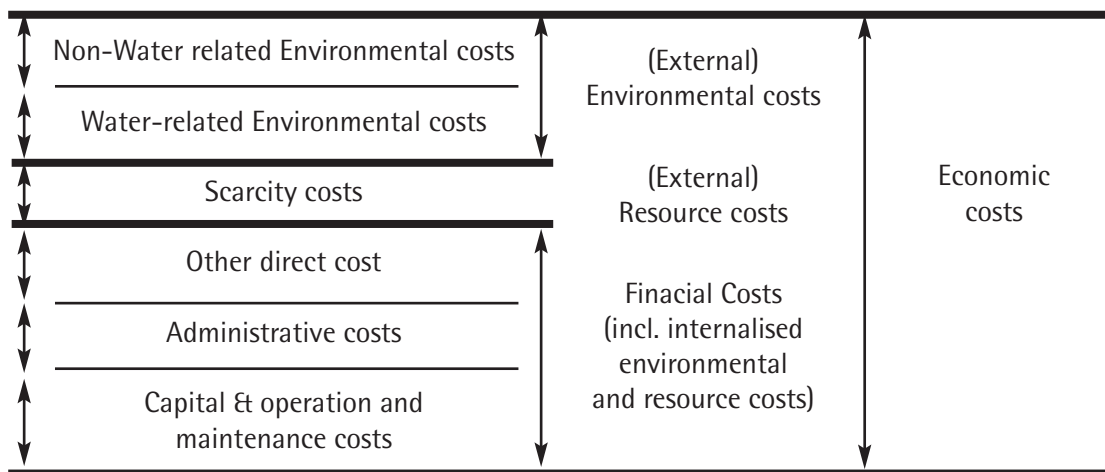 Non-Water related Environmental costs
Water-related Environmental costs
Scarcity costs
Other direct cost
Administrative costs
Capital & operation and
maintenance costs
(External)
Environmental costs
(External)
Resource costs
Finacial Costs
(incl. internalised
environmental
and resource costs)
Economic
costs